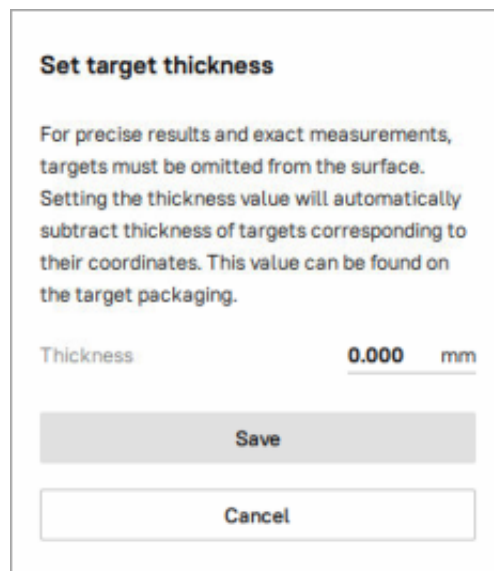 Set target thickness
For precise results and exact measurements,
targets must be omitted from the surface.
Setting the thickness value will automatically
subtract thickness of targets corresponding to
their coordinates. This value can be found on
the target packaging.
Thickness 0.000 mm
Save
Cancel